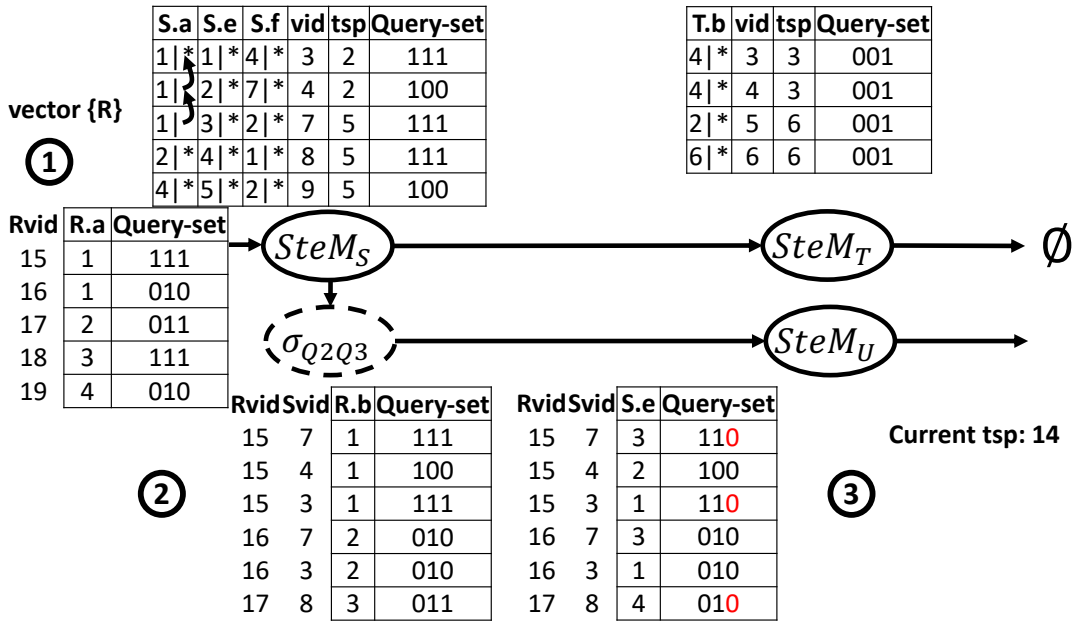 S.a S.e S.f vid tsp Query-set
1|* 1|* 4|* 3 2 111
1|* 2|* 7|* 4 2 100
1| 3|* 2|* 7 5 111
2|* 4|* 1|* 8 5 111
4|* 5|* 2|* 9 5 100
T.b vid tsp Query-set
4|* 3 3 001
4|* 4 3 001
2|* 5 6 001
6|* 6 6 001
vector {R}
1
Rvid R.a Query-set
15 1 111
16 1 010
17 2 011
18 3 111
19 4 010
SteM_S
SteM_T
∅
σ_Q2Q3
SteM_U
2
Rvid Svid R.b Query-set
15 7 1 111
15 4 1 100
15 3 1 111
16 7 2 010
16 3 2 010
17 8 3 011
Rvid Svid S.e Query-set
15 7 3 110
15 4 2 100
15 3 1 110
16 7 3 010
16 3 1 010
17 8 4 010
Current tsp: 14
3